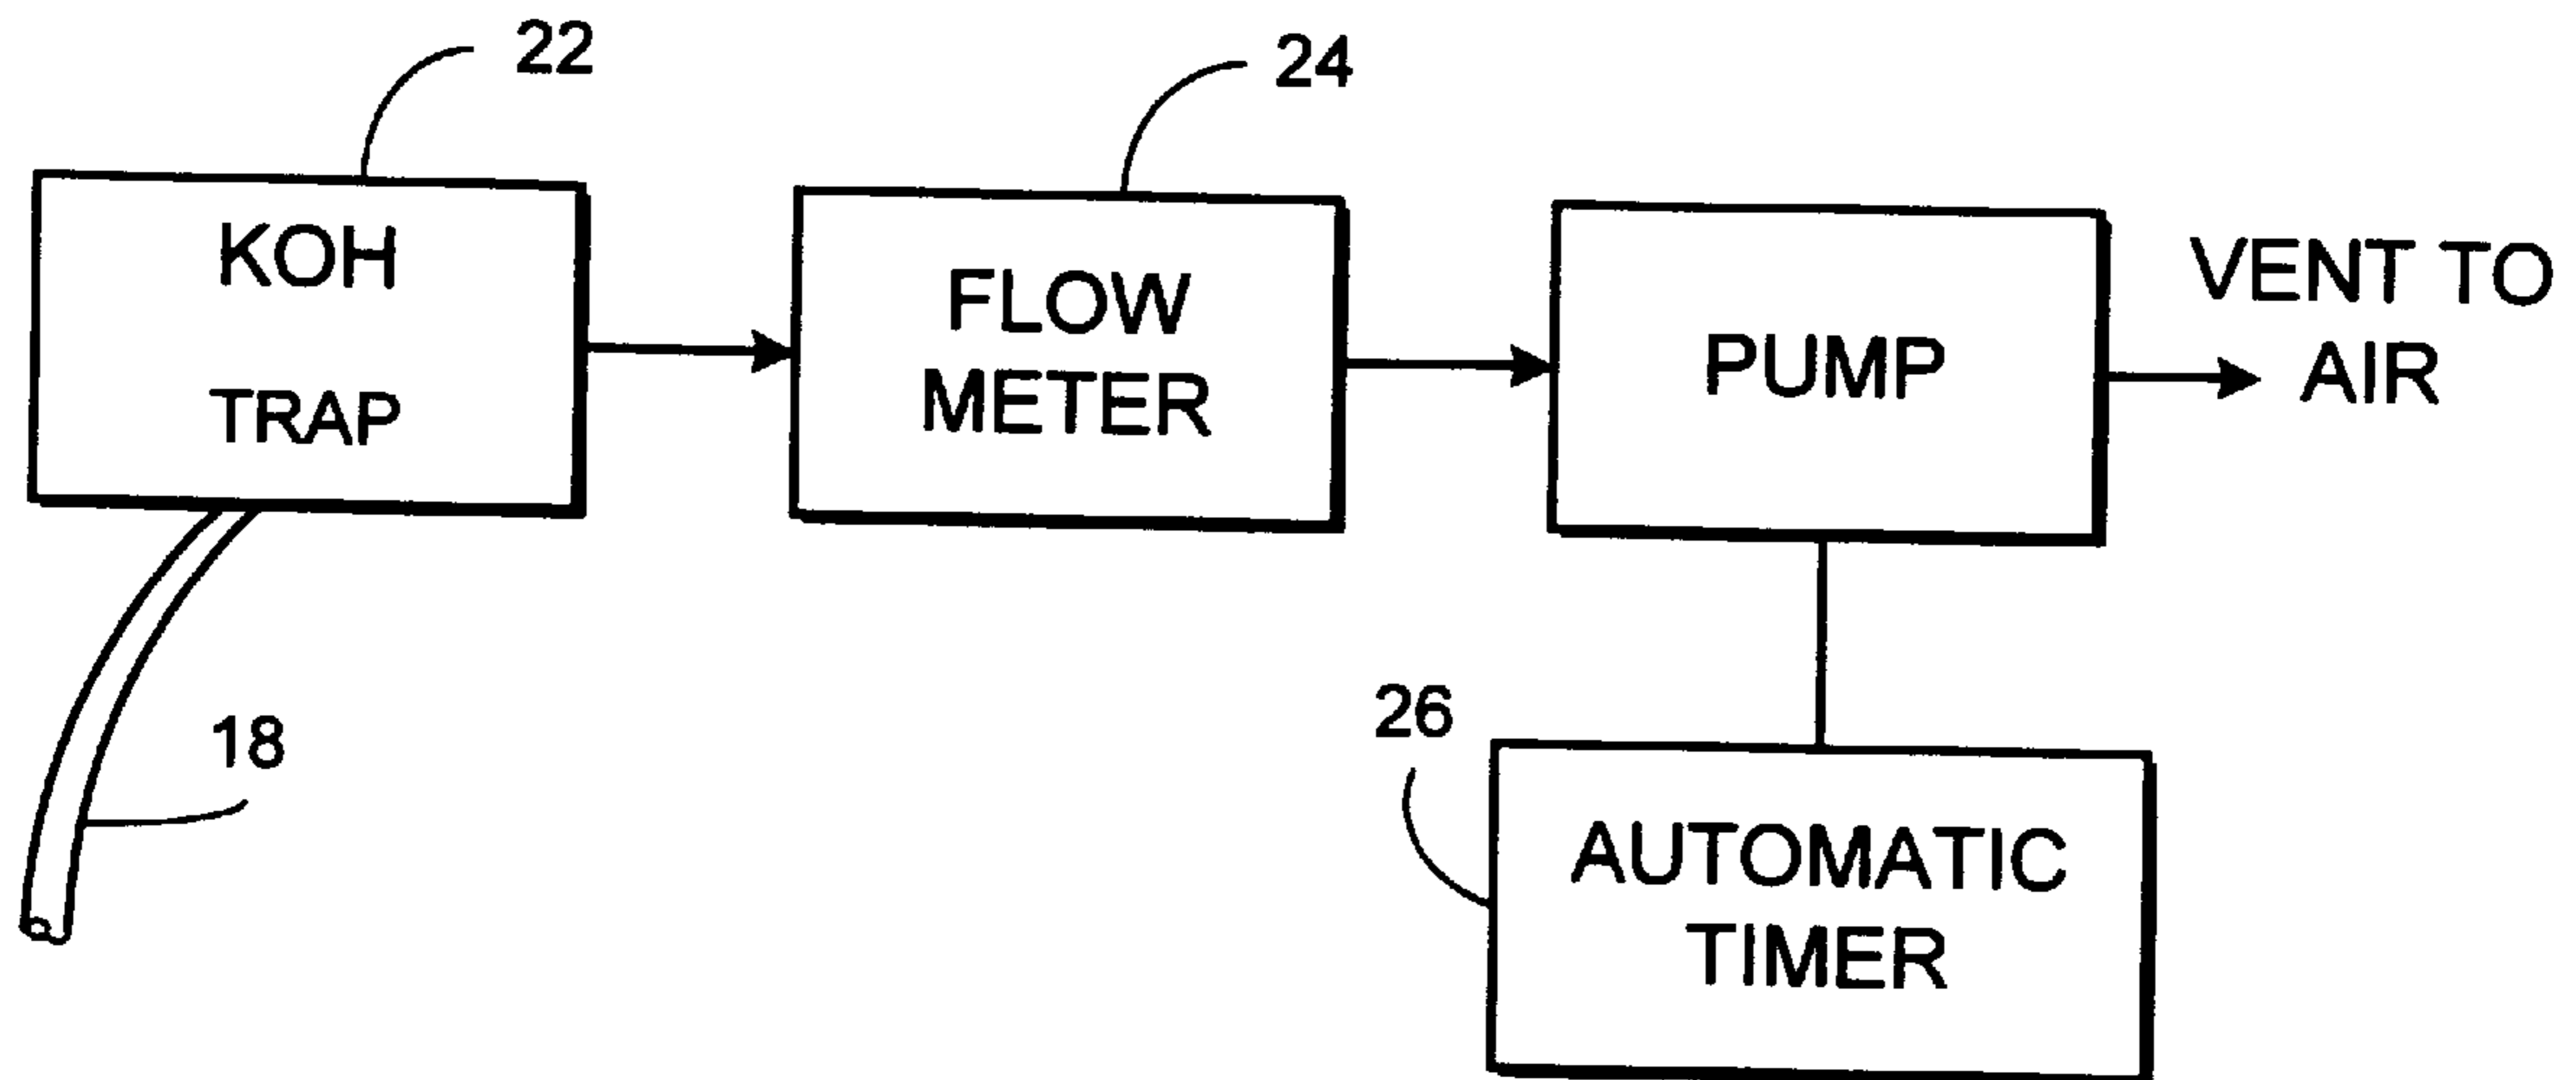 22
24
KOH
TRAP
FLOW
METER
PUMP
VENT TO
AIR
18
26
AUTOMATIC
TIMER